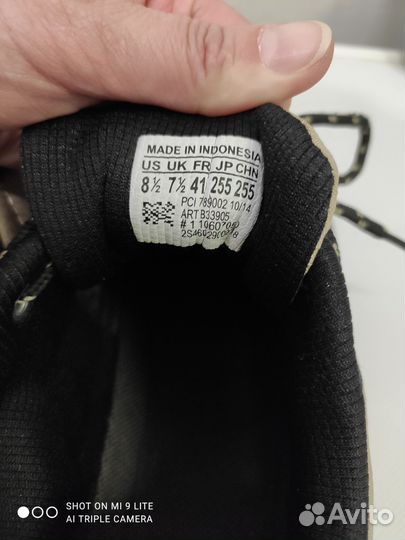 MADE IN INDONESIA
US UK FR JP CHN
8½ 7½ 41 255 255
PCI 789002 10/14
ART B33905
SHOT ON MI 9 LITE
AI TRIPLE CAMERA
Avito